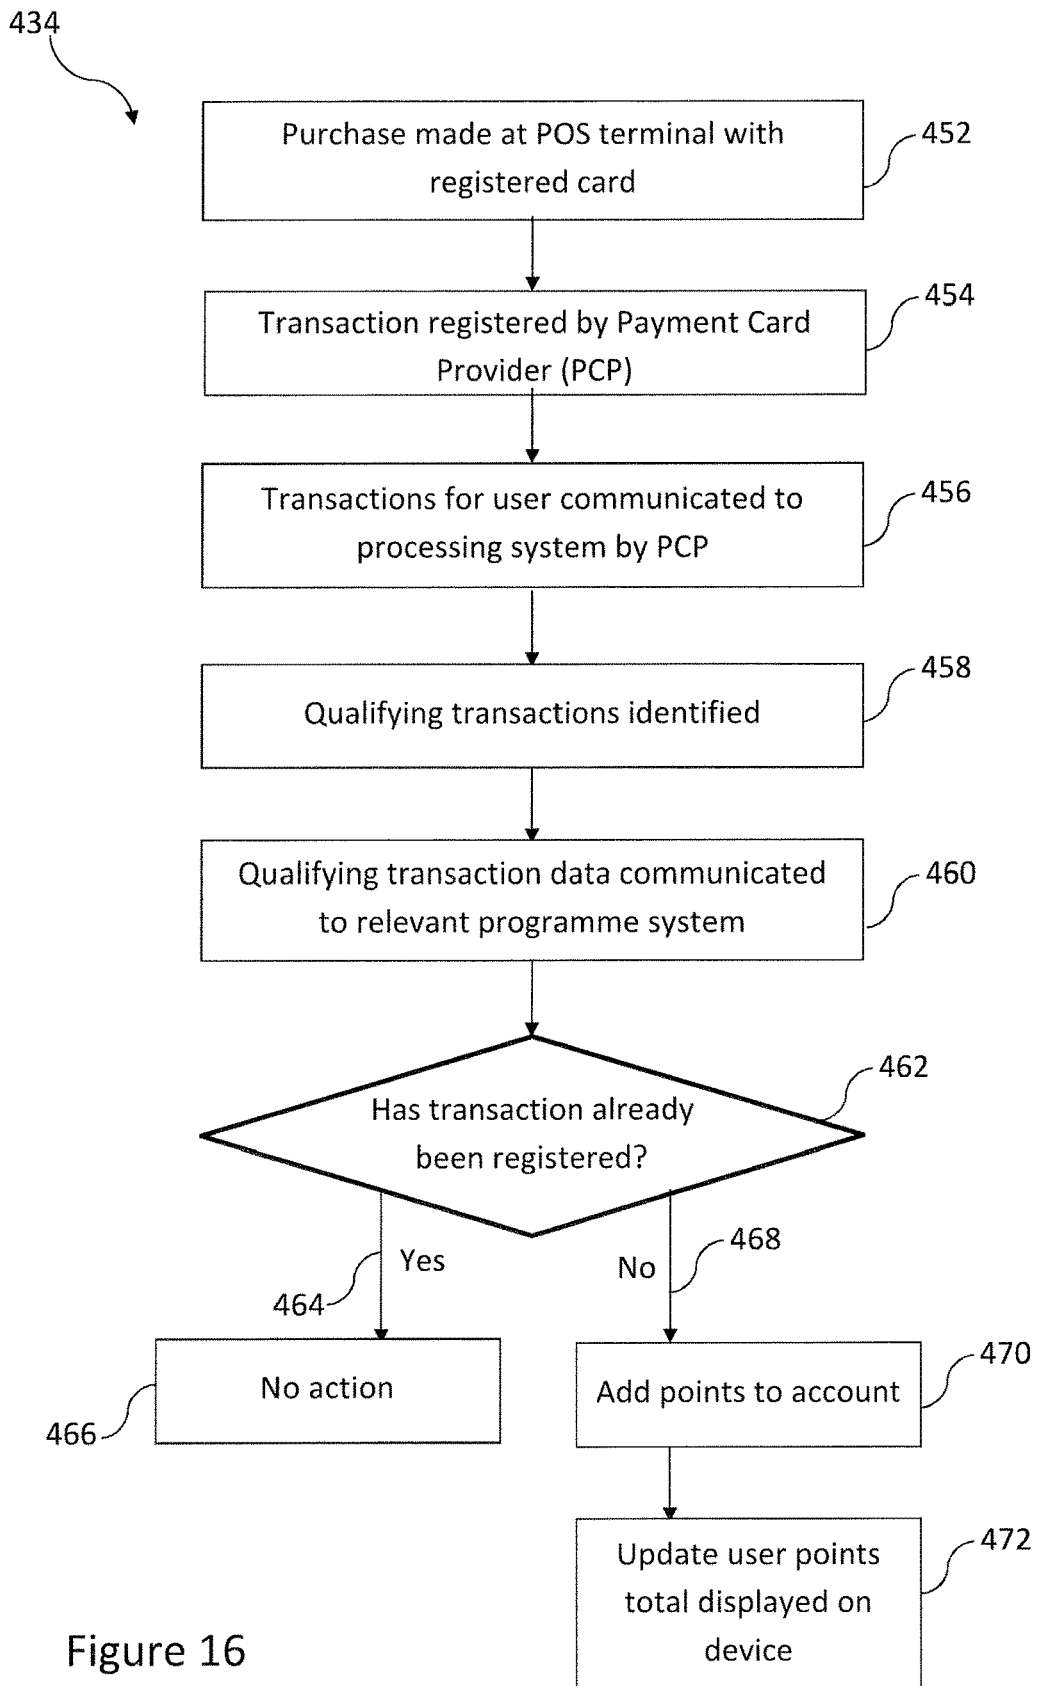 434
Purchase made at POS terminal with
registered card
452
Transaction registered by Payment Card
Provider (PCP)
454
Transactions for user communicated to
processing system by PCP
456
Qualifying transactions identified
458
Qualifying transaction data communicated
to relevant programme system
460
Has transaction already
been registered?
462
Yes
464
No
468
No action
466
Add points to account
470
Update user points
total displayed on
device
472
Figure 16